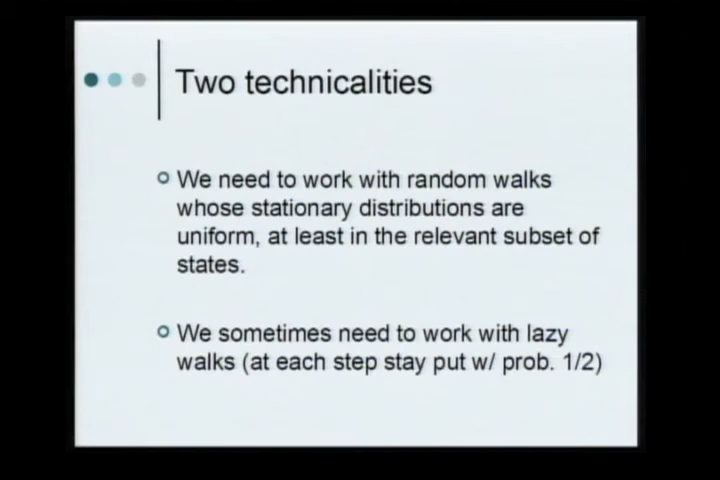 Two technicalities
We need to work with random walks
whose stationary distributions are
uniform, at least in the relevant subset of
states.
We sometimes need to work with lazy
walks (at each step stay put w/ prob. 1/2)